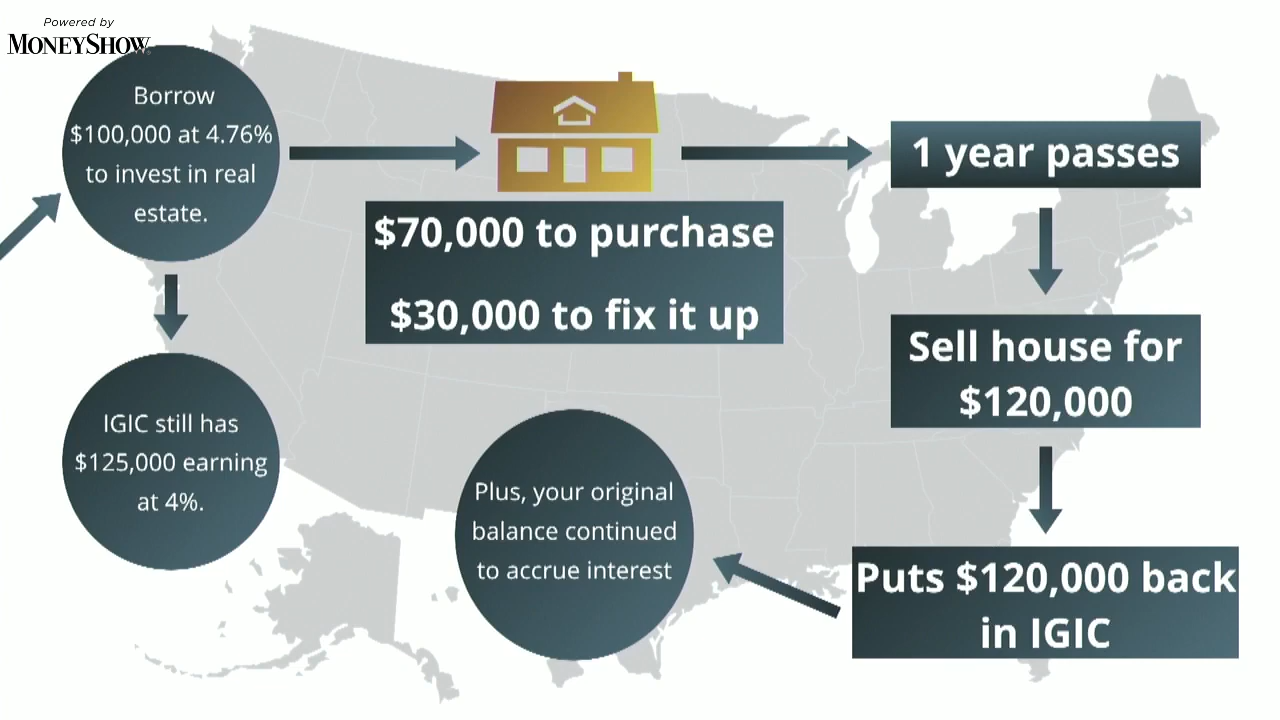 Powered by
MONEYSHOW
Borrow
$100,000 at 4.76%
to invest in real
estate.
$70,000 to purchase
$30,000 to fix it up
1 year passes
Sell house for
$120,000
Puts $120,000 back
in IGIC
Plus, your original
balance continued
to accrue interest
IGIC still has
$125,000 earning
at 4%.